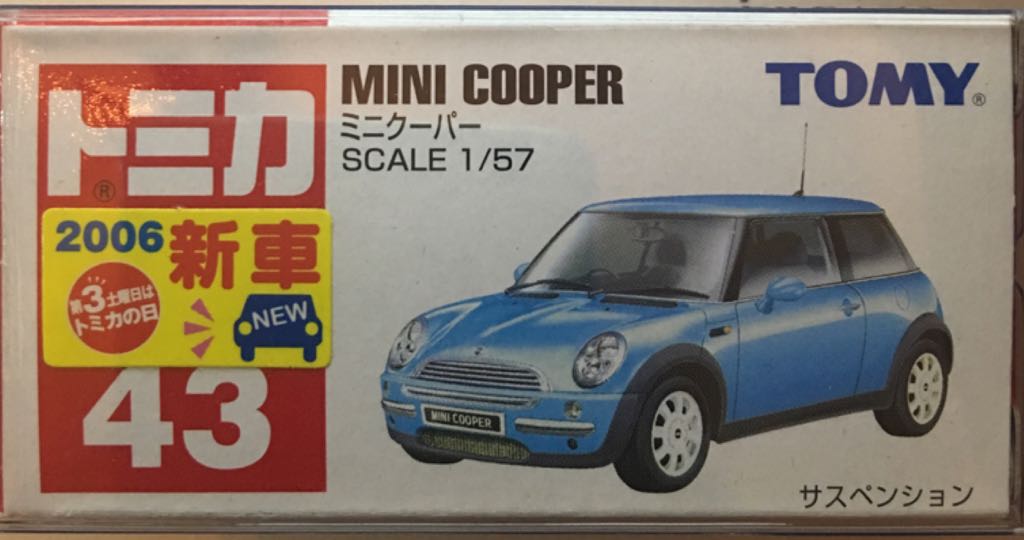 トミカ®
MINI COOPER
ミニクーパー
SCALE 1/57
TOMY®
2006 新車
第3土曜日は
トミカの日
NEW
43
MINI COOPER
サスペンション